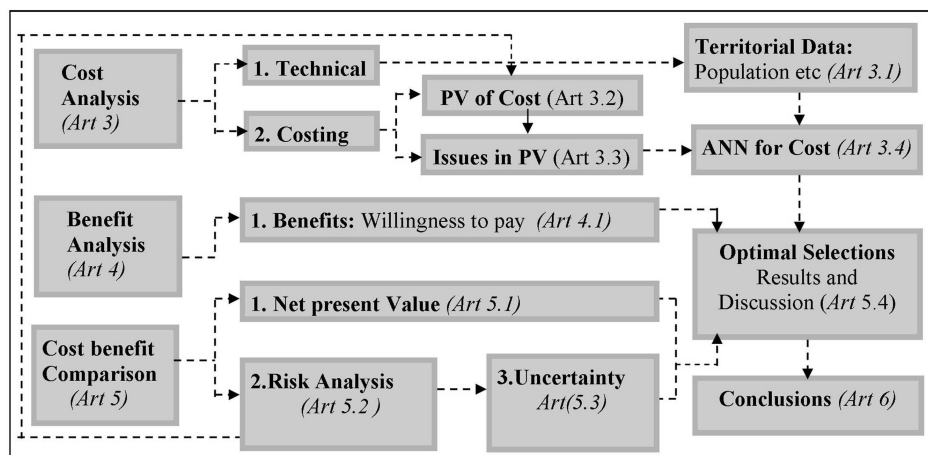 Cost
Analysis
(Art 3)
1. Technical
2. Costing
PV of Cost (Art 3.2)
Issues in PV (Art 3.3)
Territorial Data:
Population etc (Art 3.1)
ANN for Cost (Art 3.4)
Benefit
Analysis
(Art 4)
1. Benefits: Willingness to pay (Art 4.1)
Optimal Selections
Results and
Discussion (Art 5.4)
Cost benefit
Comparison
(Art 5)
1. Net present Value (Art 5.1)
2.Risk Analysis
(Art 5.2 )
3.Uncertainty
Art(5.3)
Conclusions (Art 6)